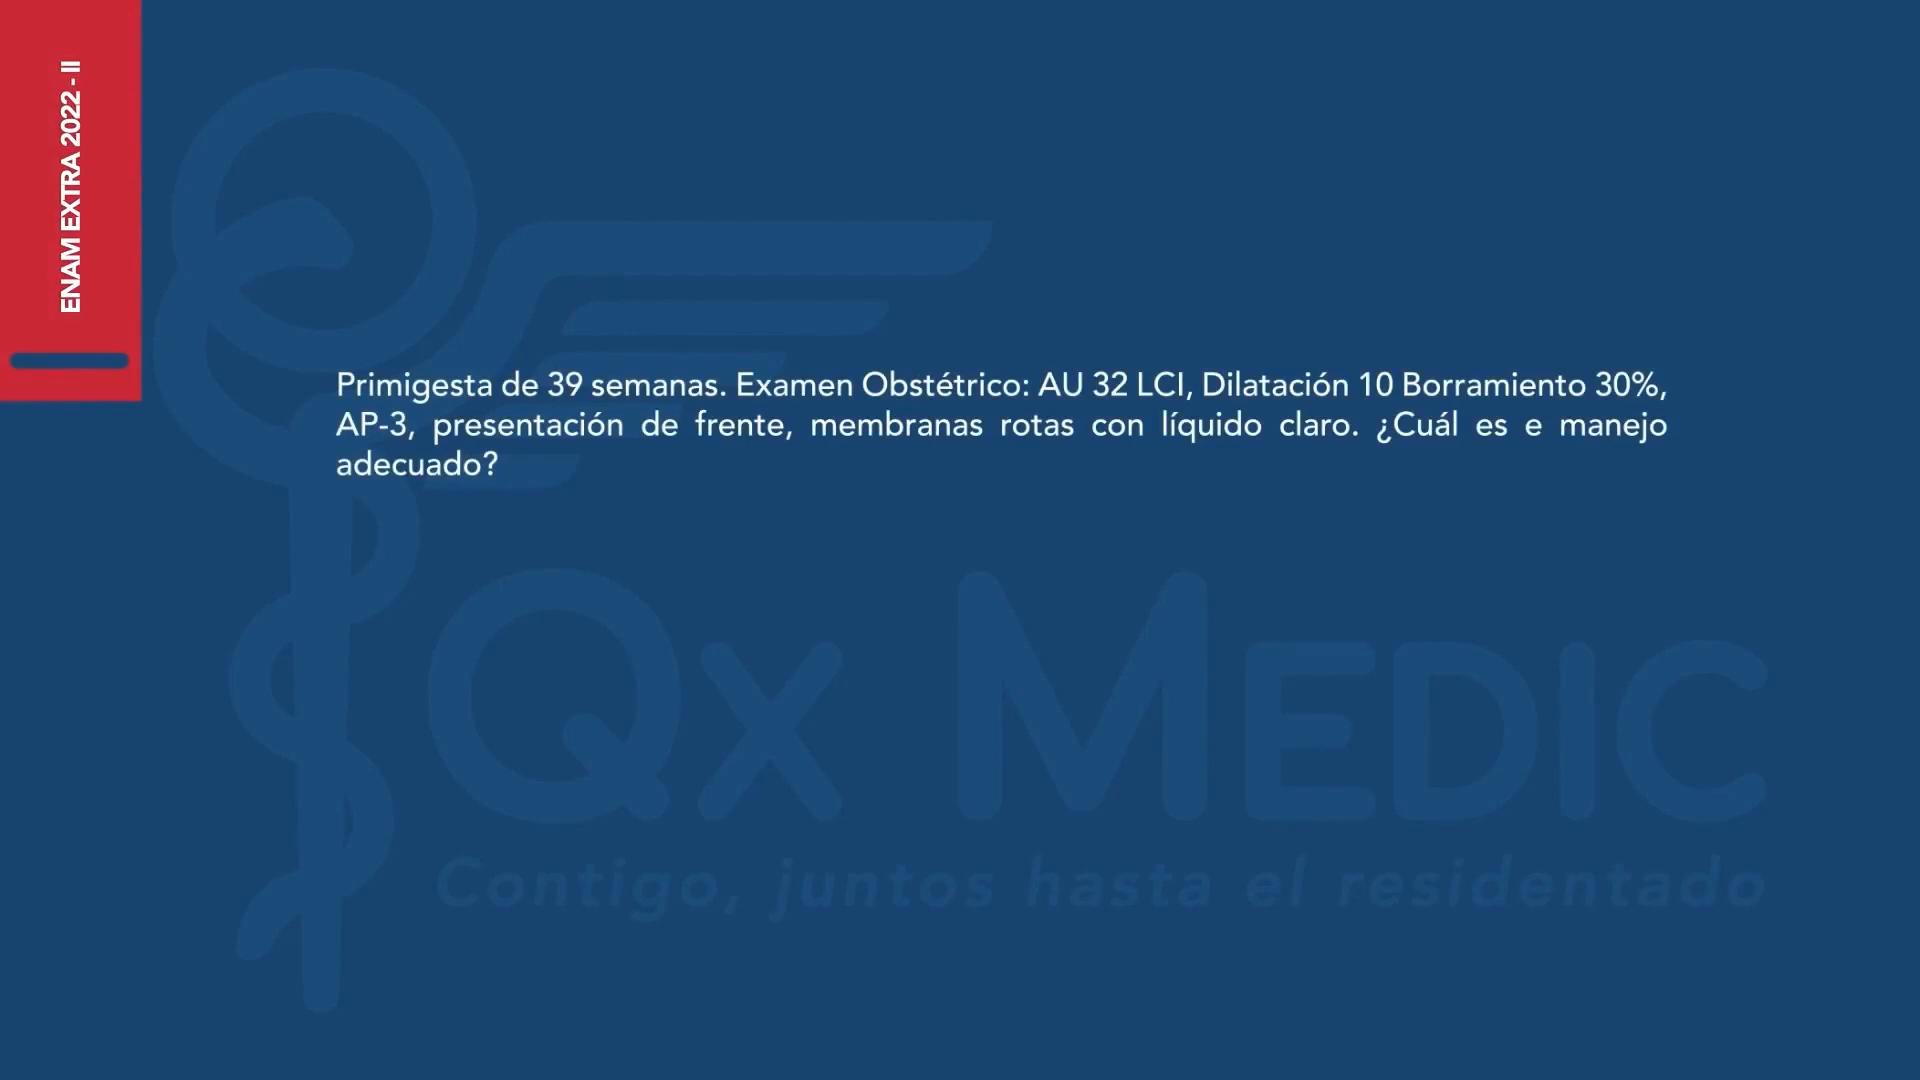 ENAM EXTRA 2022 - II
Primigesta de 39 semanas. Examen Obstétrico: AU 32 LCI, Dilatación 10 Borramiento 30%,
AP-3, presentación de frente, membranas rotas con líquido claro. ¿Cuál es e manejo
adecuado?
Qx Medic
Contigo, juntos hasta el residentado